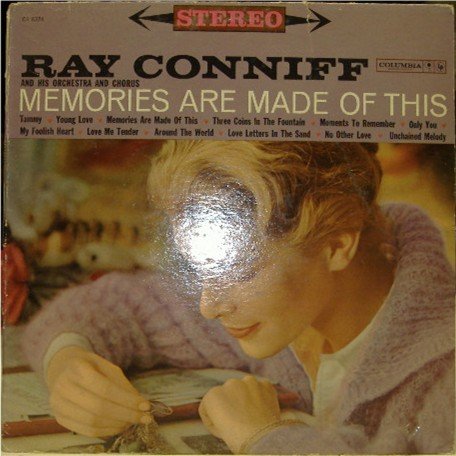 STEREO
RAY CONNIFF
COLUMBIA
AND HIS ORCHESTRA AND CHORUS
MEMORIES ARE MADE OF THIS
Tammy ♥ Young Love ♥ Memories Are Made Of This ♥ Three Coins In The Fountain ♥ Moments To Remember ♥ Only You ♥
My Foolish Heart ♥ Love Me Tender ♥ Around The World ♥ Love Letters In The Sand ♥ No Other Love ♥ Unchained Melody